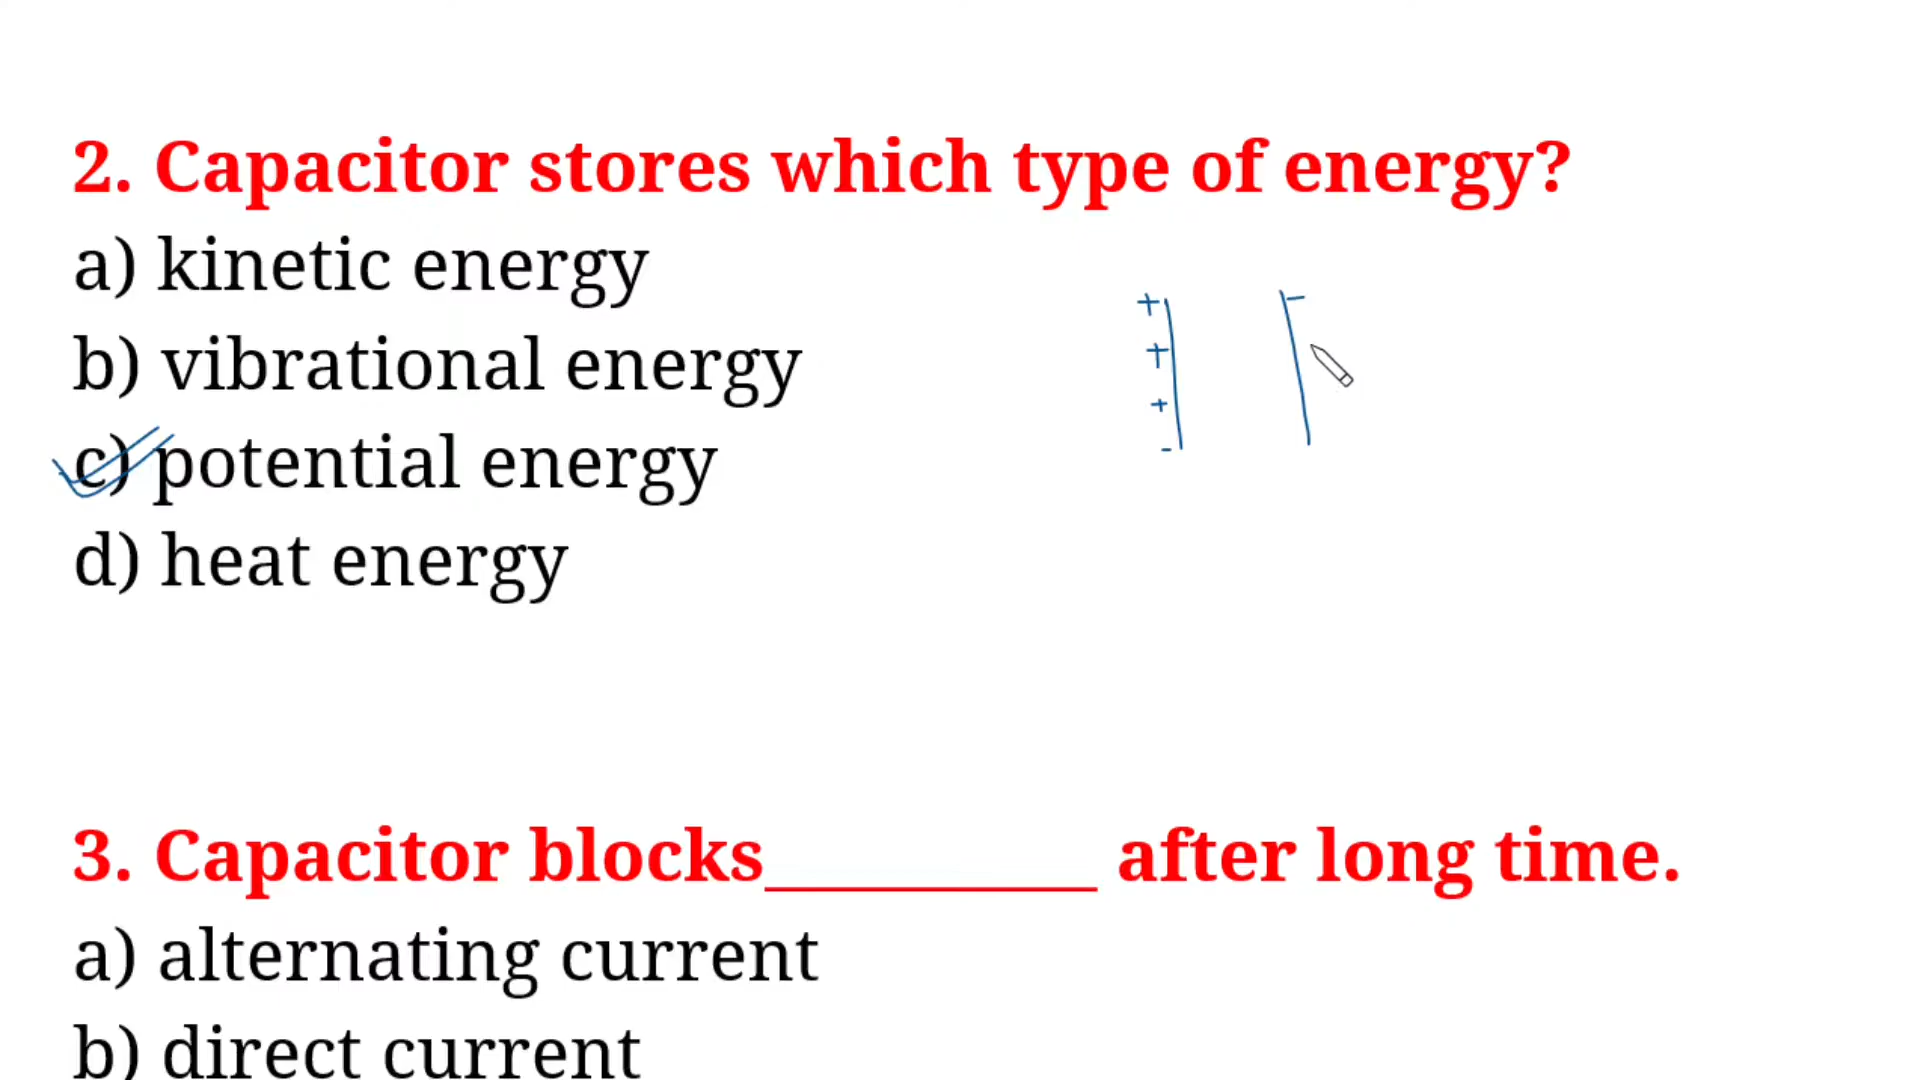 2. Capacitor stores which type of energy?
a) kinetic energy
b) vibrational energy
c) potential energy
d) heat energy
+
+
+
-
-
3. Capacitor blocks__________ after long time.
a) alternating current
b) direct current